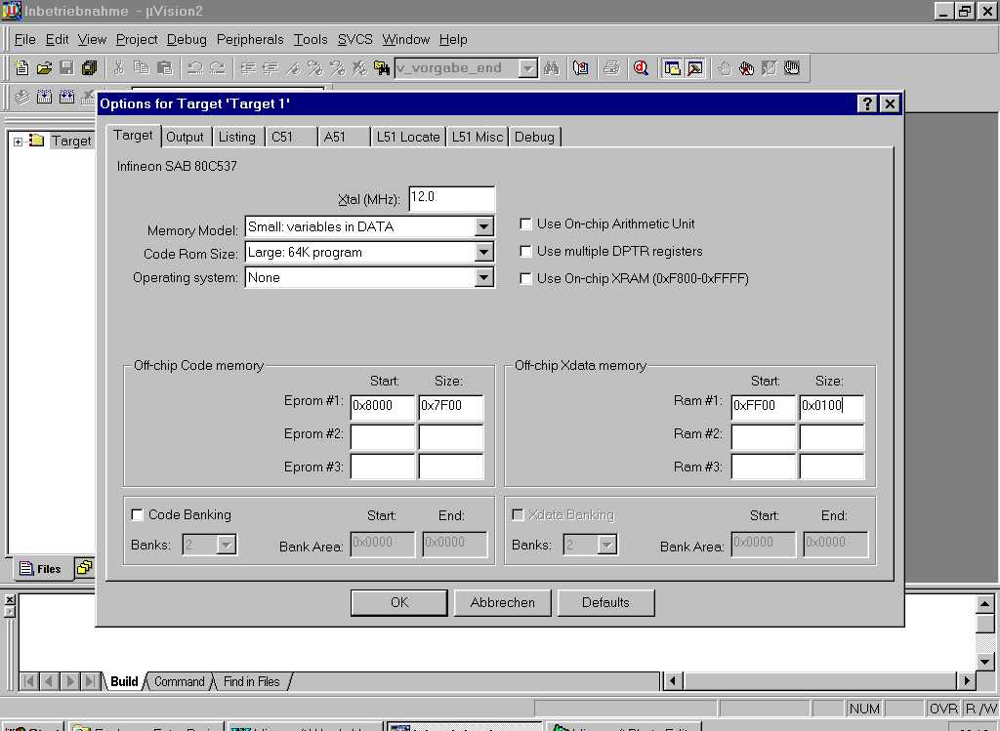 Inbetriebnahme - µVision2
File Edit View Project Debug Peripherals Tools SVCS Window Help
v_vorgabe_end
Options for Target 'Target 1'
Target
Target Output Listing C51 A51 L51 Locate L51 Misc Debug
Infineon SAB 80C537
Xtal (MHz): 12.0
Memory Model: Small: variables in DATA
Use On-chip Arithmetic Unit
Code Rom Size: Large: 64K program
Use multiple DPTR registers
Operating system: None
Use On-chip XRAM (0xF800-0xFFFF)
Off-chip Code memory
Start: Size:
Eprom #1: 0x8000 0x7F00
Eprom #2:
Eprom #3:
Off-chip Xdata memory
Start: Size:
Ram #1: 0xFF00 0x0100
Ram #2:
Ram #3:
Code Banking Start: End:
Banks: 2 Bank Area: 0x0000 0x0000
Xdata Banking Start: End:
Banks: 2 Bank Area: 0x0000 0x0000
Files
OK Abbrechen Defaults
Build Command Find in Files
NUM OVR R/W